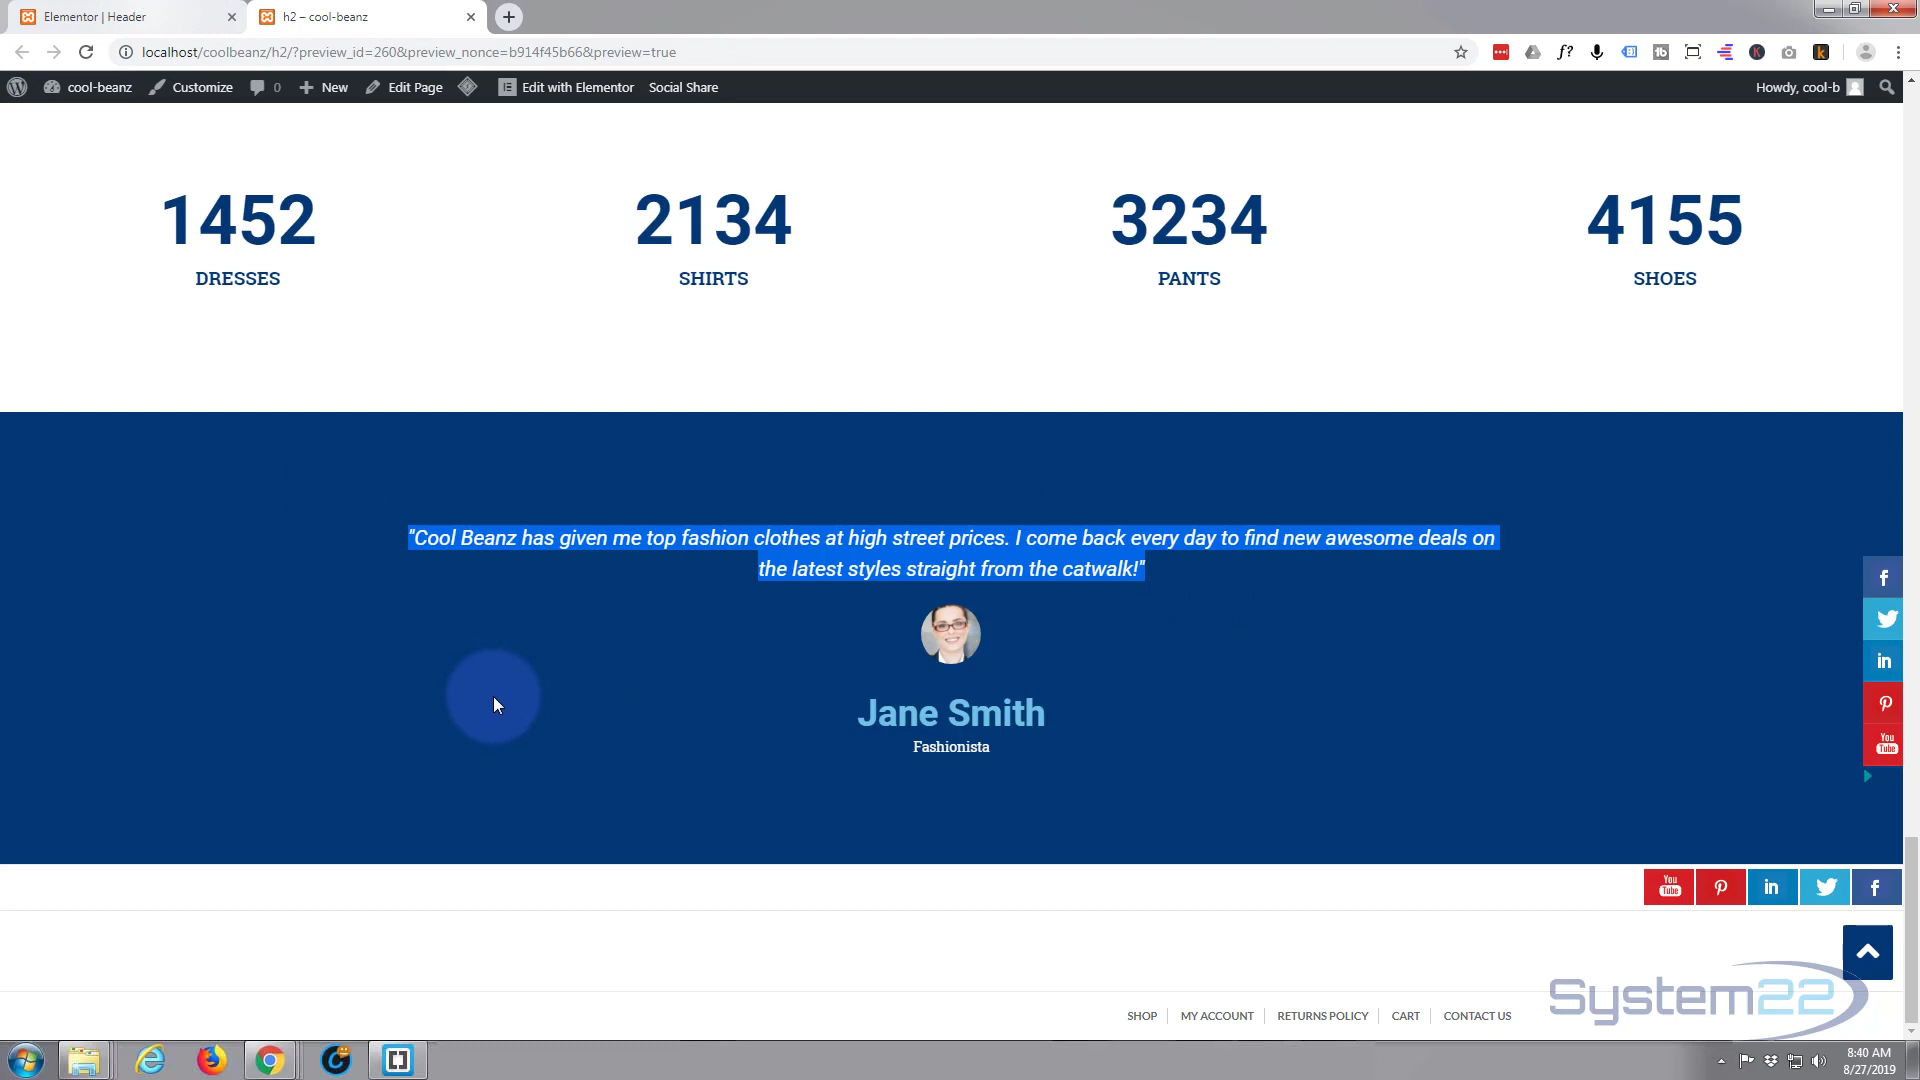 Elementor | Header
h2 – cool-beanz
localhost/coolbeanz/h2/?preview_id=260&preview_nonce=b914f45b66&preview=true
cool-beanz
Customize
0
New
Edit Page
Edit with Elementor
Social Share
Howdy, cool-b
1452
2134
3234
4155
DRESSES
SHIRTS
PANTS
SHOES
"Cool Beanz has given me top fashion clothes at high street prices. I come back every day to find new awesome deals on
the latest styles straight from the catwalk!"
Jane Smith
Fashionista
You
Tube
You
Tube
System22
SHOP
MY ACCOUNT
RETURNS POLICY
CART
CONTACT US
8:40 AM
8/27/2019